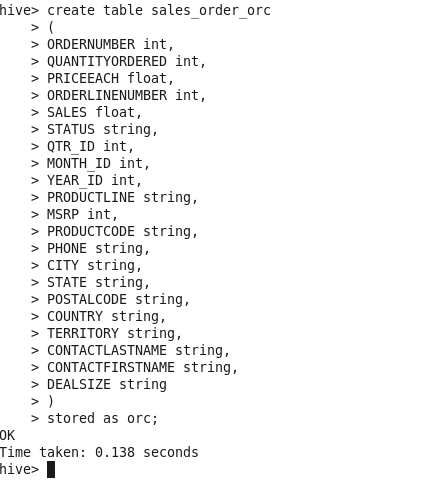 hive> create table sales_order_orc
    > (
    > ORDERNUMBER int,
    > QUANTITYORDERED int,
    > PRICEEACH float,
    > ORDERLINENUMBER int,
    > SALES float,
    > STATUS string,
    > QTR_ID int,
    > MONTH_ID int,
    > YEAR_ID int,
    > PRODUCTLINE string,
    > MSRP int,
    > PRODUCTCODE string,
    > PHONE string,
    > CITY string,
    > STATE string,
    > POSTALCODE string,
    > COUNTRY string,
    > TERRITORY string,
    > CONTACTLASTNAME string,
    > CONTACTFIRSTNAME string,
    > DEALSIZE string
    > )
    > stored as orc;
OK
Time taken: 0.138 seconds
hive>